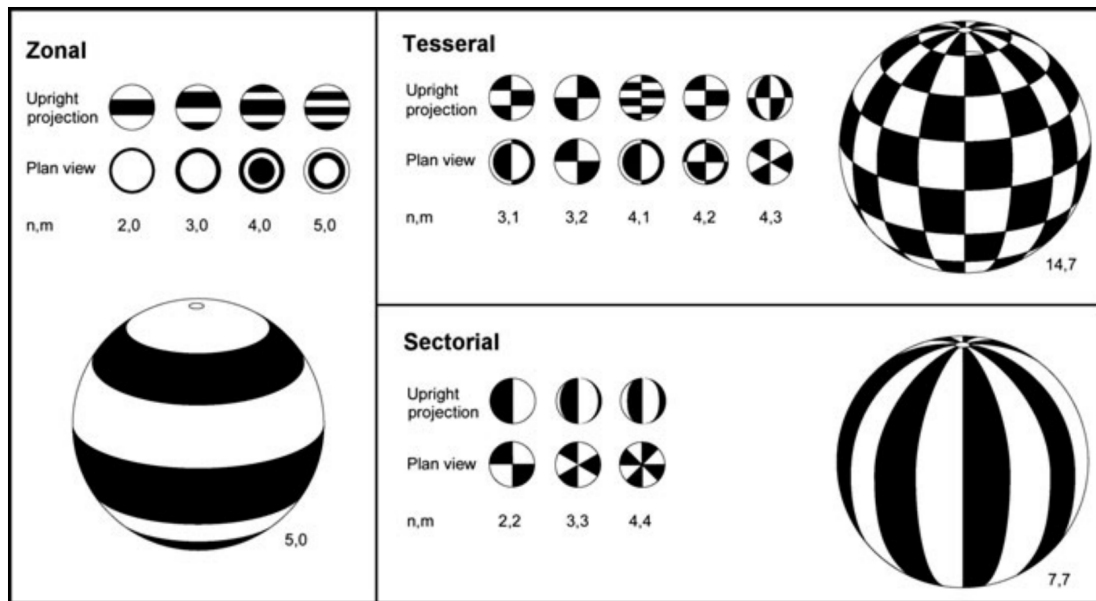 Zonal
Upright
projection
Plan view
n,m 2,0 3,0 4,0 5,0
5,0
Tesseral
Upright
projection
Plan view
n,m 3,1 3,2 4,1 4,2 4,3
14,7
Sectorial
Upright
projection
Plan view
n,m 2,2 3,3 4,4
7,7